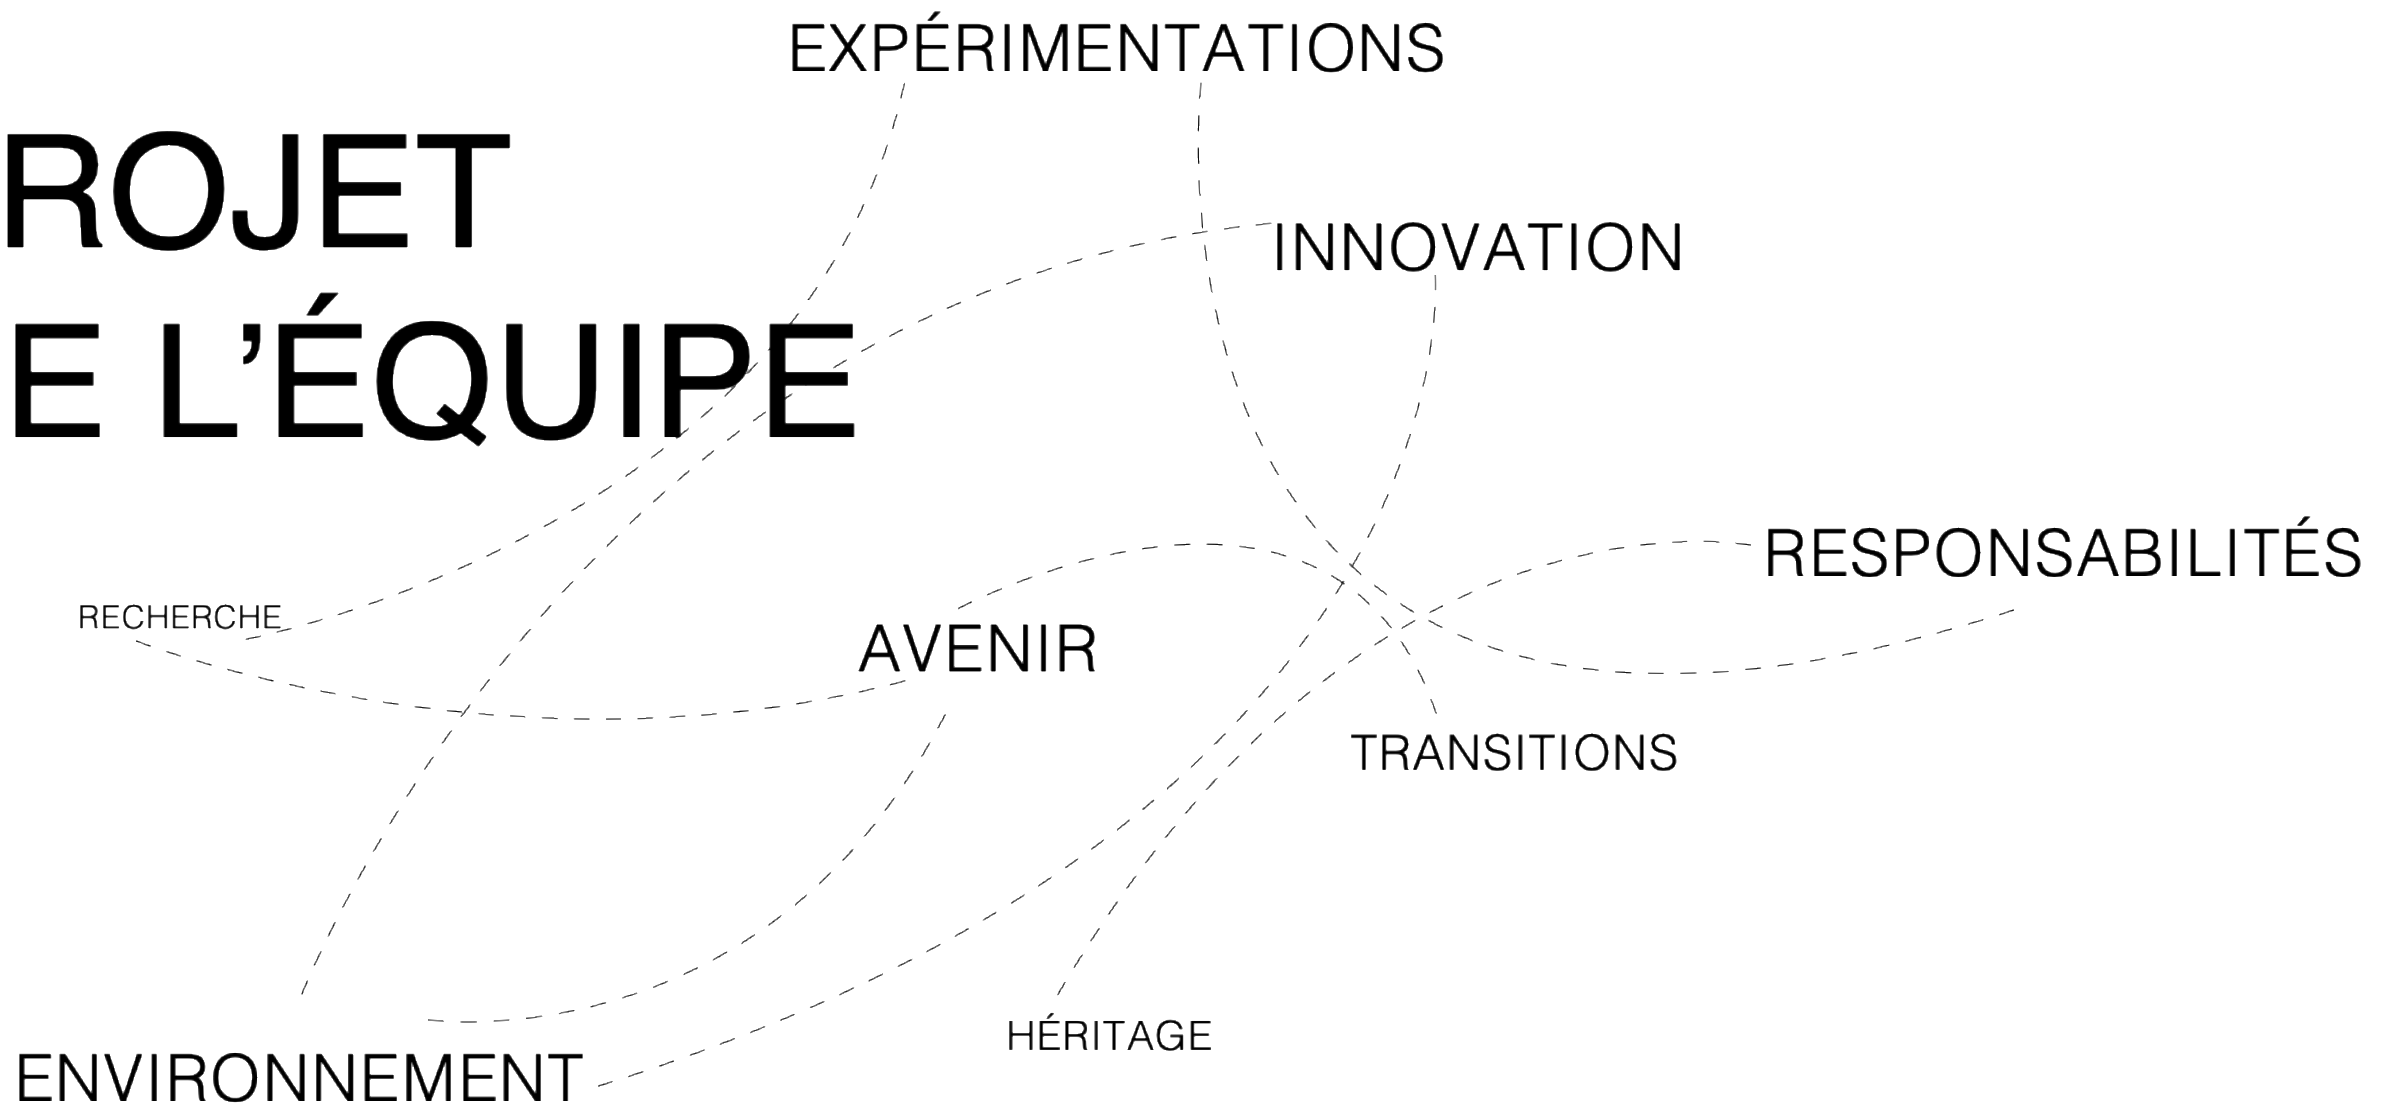 EXPÉRIMENTATIONS
ROJET
INNOVATION
E L’ÉQUIPE
RESPONSABILITÉS
RECHERCHE
AVENIR
TRANSITIONS
HÉRITAGE
ENVIRONNEMENT